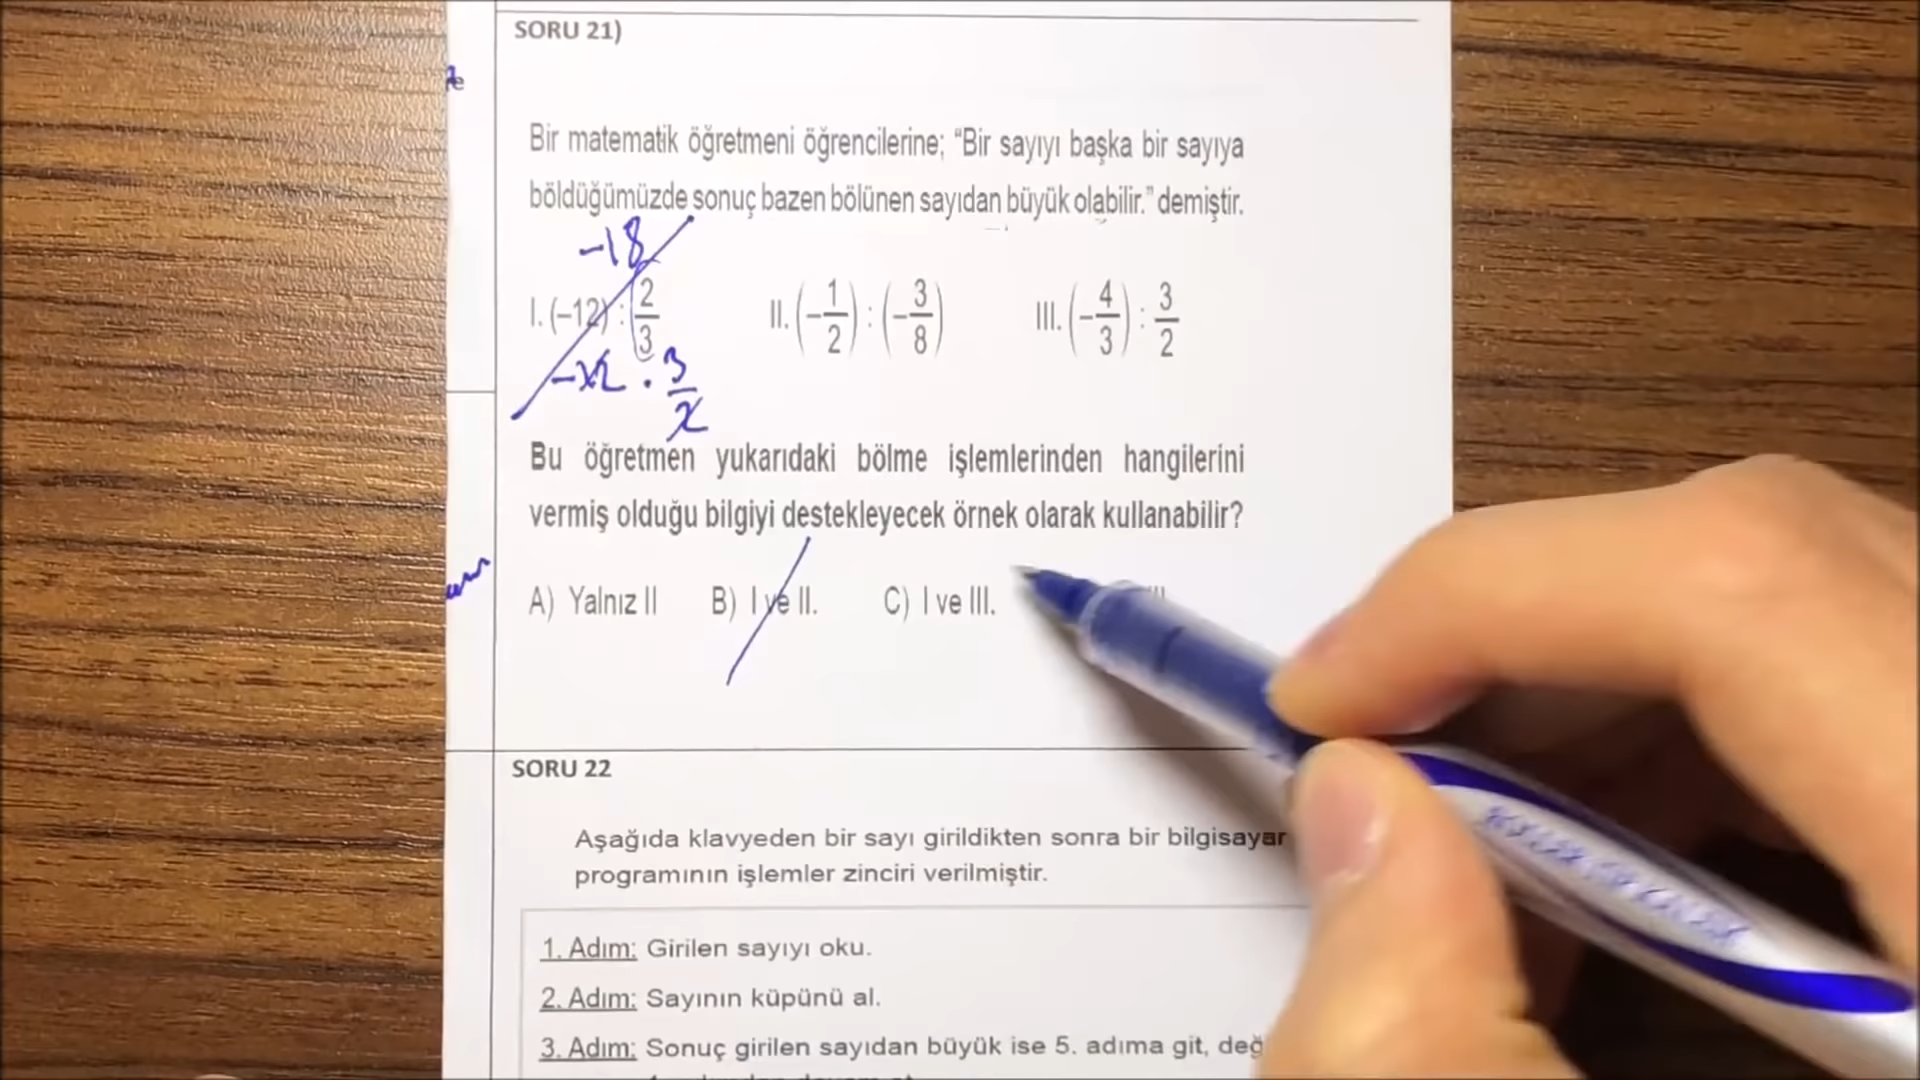 SORU 21)
Bir matematik öğretmeni öğrencilerine; “Bir sayıyı başka bir sayıya
böldüğümüzde sonuç bazen bölünen sayıdan büyük olabilir.” demiştir.
-18
I. (-12) : 2/3 II. (-1/2) : (-3/8) III. (-4/3) : 3/2
-12 . 3/2
Bu öğretmen yukarıdaki bölme işlemlerinden hangilerini
vermiş olduğu bilgiyi destekleyecek örnek olarak kullanabilir?
A) Yalnız II B) I ve II. C) I ve III.
SORU 22
Aşağıda klavyeden bir sayı girildikten sonra bir bilgisayar
programının işlemler zinciri verilmiştir.
1. Adım: Girilen sayıyı oku.
2. Adım: Sayının küpünü al.
3. Adım: Sonuç girilen sayıdan büyük ise 5. adıma git, değ